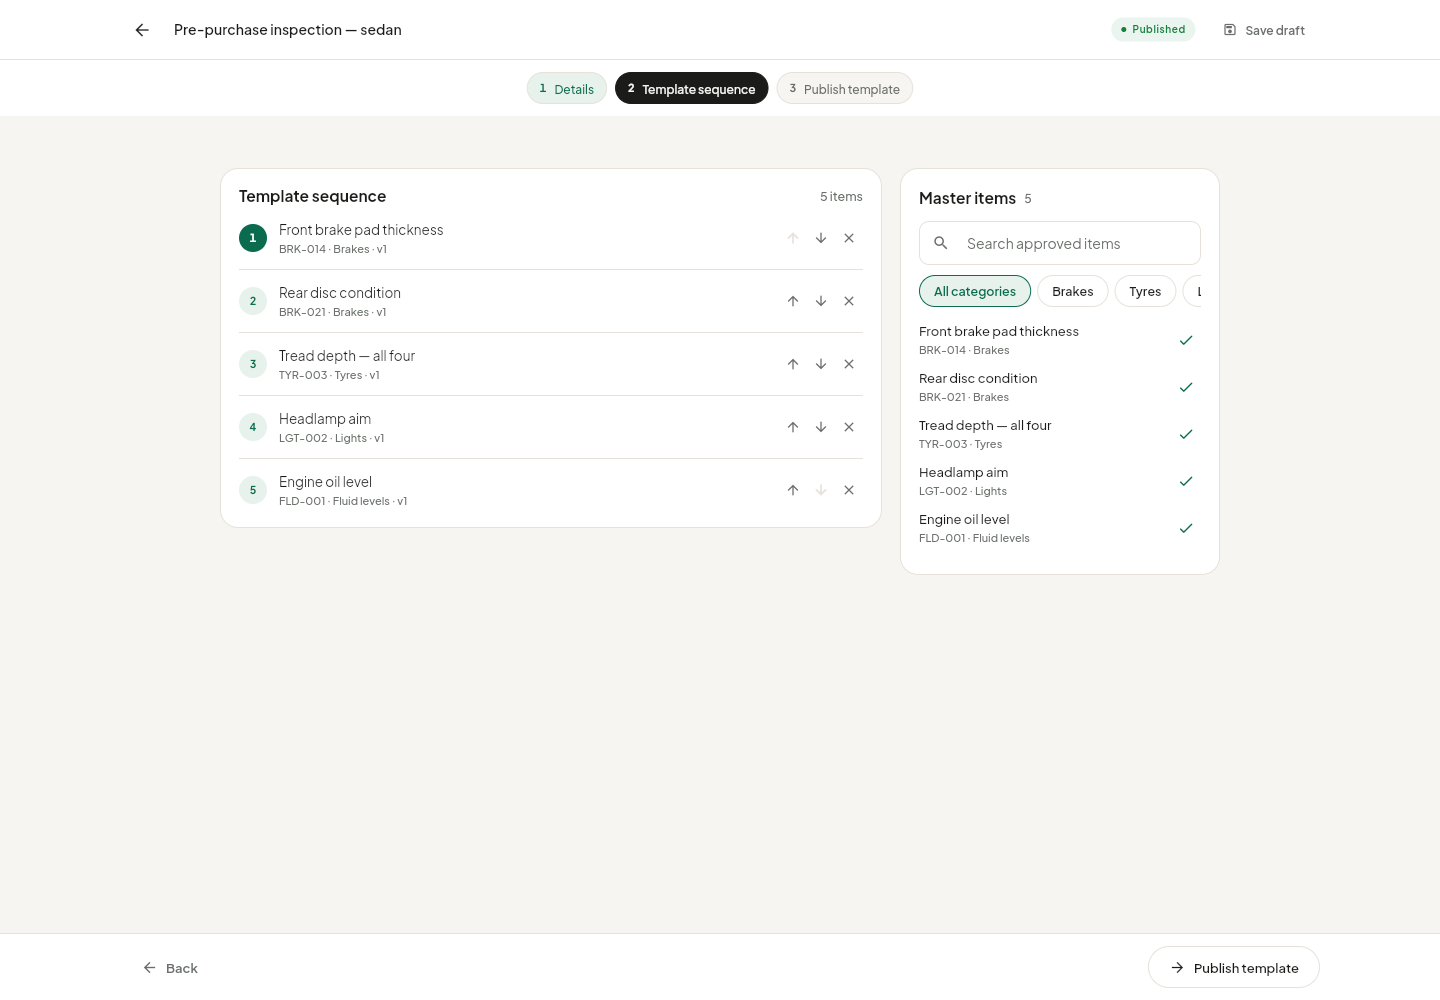 Pre-purchase inspection — sedan
Published
Save draft
1 Details
2 Template sequence
3 Publish template
Template sequence
5 items
1
Front brake pad thickness
BRK-014 · Brakes · v1
2
Rear disc condition
BRK-021 · Brakes · v1
3
Tread depth — all four
TYR-003 · Tyres · v1
4
Headlamp aim
LGT-002 · Lights · v1
5
Engine oil level
FLD-001 · Fluid levels · v1
Master items 5
Search approved items
All categories
Brakes
Tyres
Front brake pad thickness
BRK-014 · Brakes
Rear disc condition
BRK-021 · Brakes
Tread depth — all four
TYR-003 · Tyres
Headlamp aim
LGT-002 · Lights
Engine oil level
FLD-001 · Fluid levels
Back
Publish template